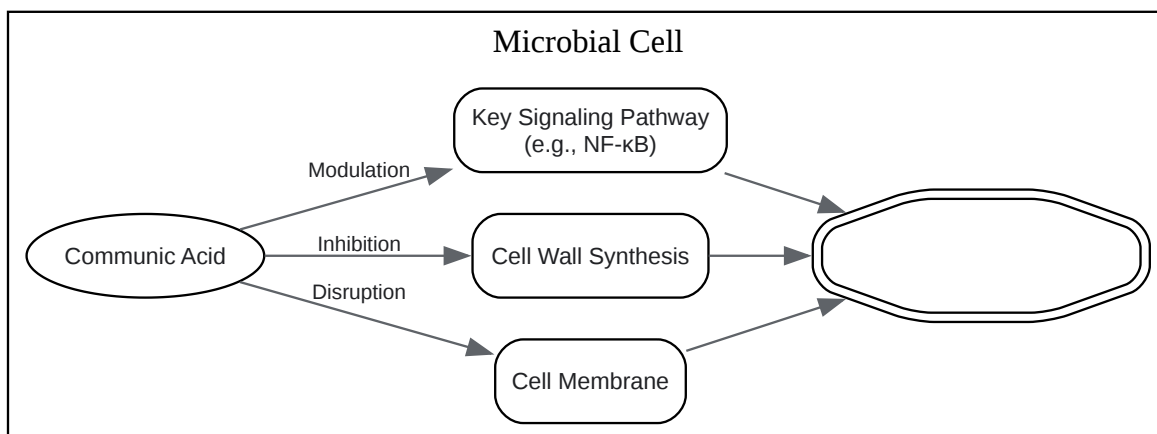 Microbial Cell
Key Signaling Pathway
(e.g., NF-κB)
Modulation
Communic Acid
Inhibition
Cell Wall Synthesis
Disruption
Cell Membrane